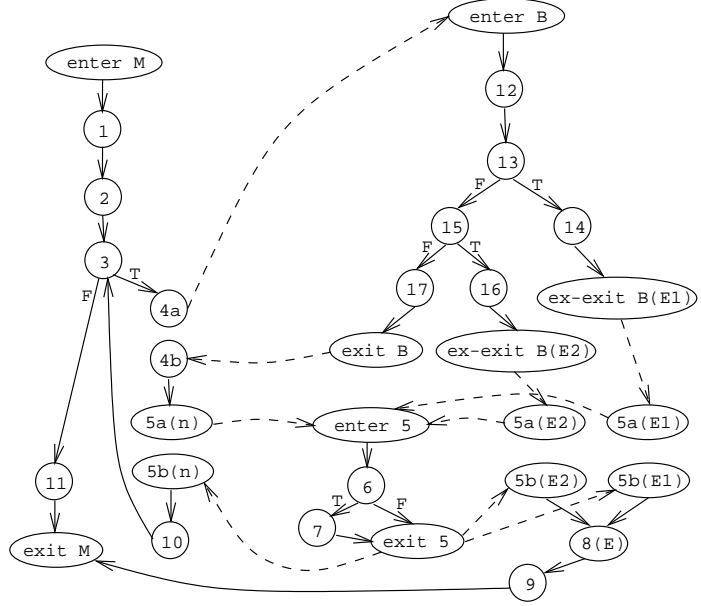 enter B
enter M
12
1
13
F
T
2
15
14
F
T
3
T
17
16
ex-exit B(E1)
F
4a
4b
exit B
ex-exit B(E2)
5a(n)
enter 5
5a(E2)
5a(E1)
5b(n)
6
5b(E2)
5b(E1)
11
T
F
7
10
exit 5
8(E)
exit M
9